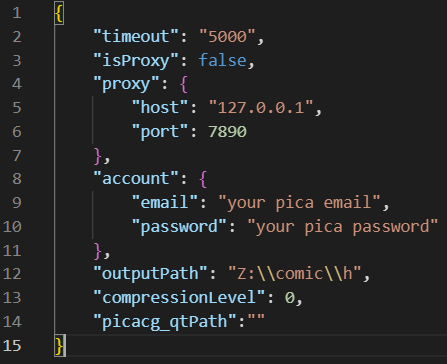 1 {
2     "timeout": "5000",
3     "isProxy": false,
4     "proxy": {
5         "host": "127.0.0.1",
6         "port": 7890
7     },
8     "account": {
9         "email": "your pica email",
10         "password": "your pica password"
11     },
12     "outputPath": "Z:\\comic\\h",
13     "compressionLevel": 0,
14     "picacg_qtPath":""
15 }